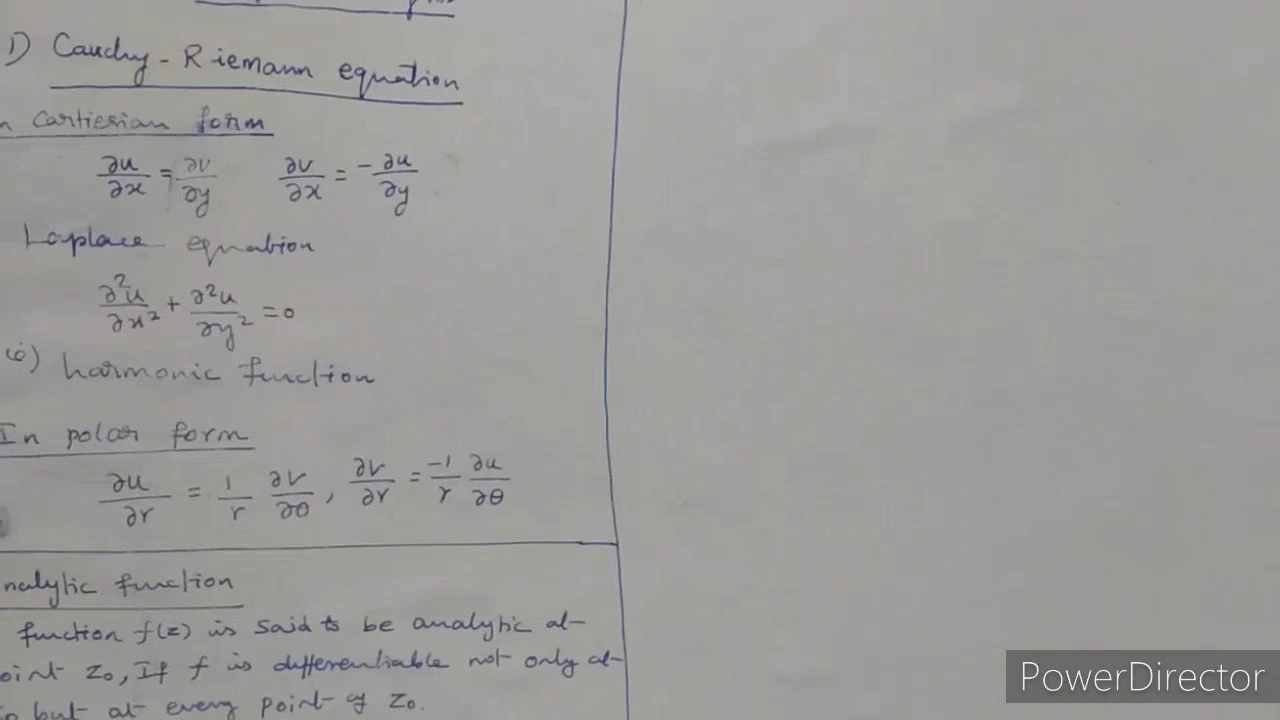 1) Cauchy - Riemann equation
n Cartiesian form
∂u/∂x = ∂v/∂y   ∂v/∂x = -∂u/∂y
Laplace equation
∂²u/∂x² + ∂²u/∂y² = 0
harmonic function
In polar form
∂u/∂r = 1/r ∂v/∂θ, ∂v/∂r = -1/r ∂u/∂θ
nalytic function
function f(z) is said to be analytic at
oint z₀, If f is differentiable not only at
o but at every point of z₀.
PowerDirector